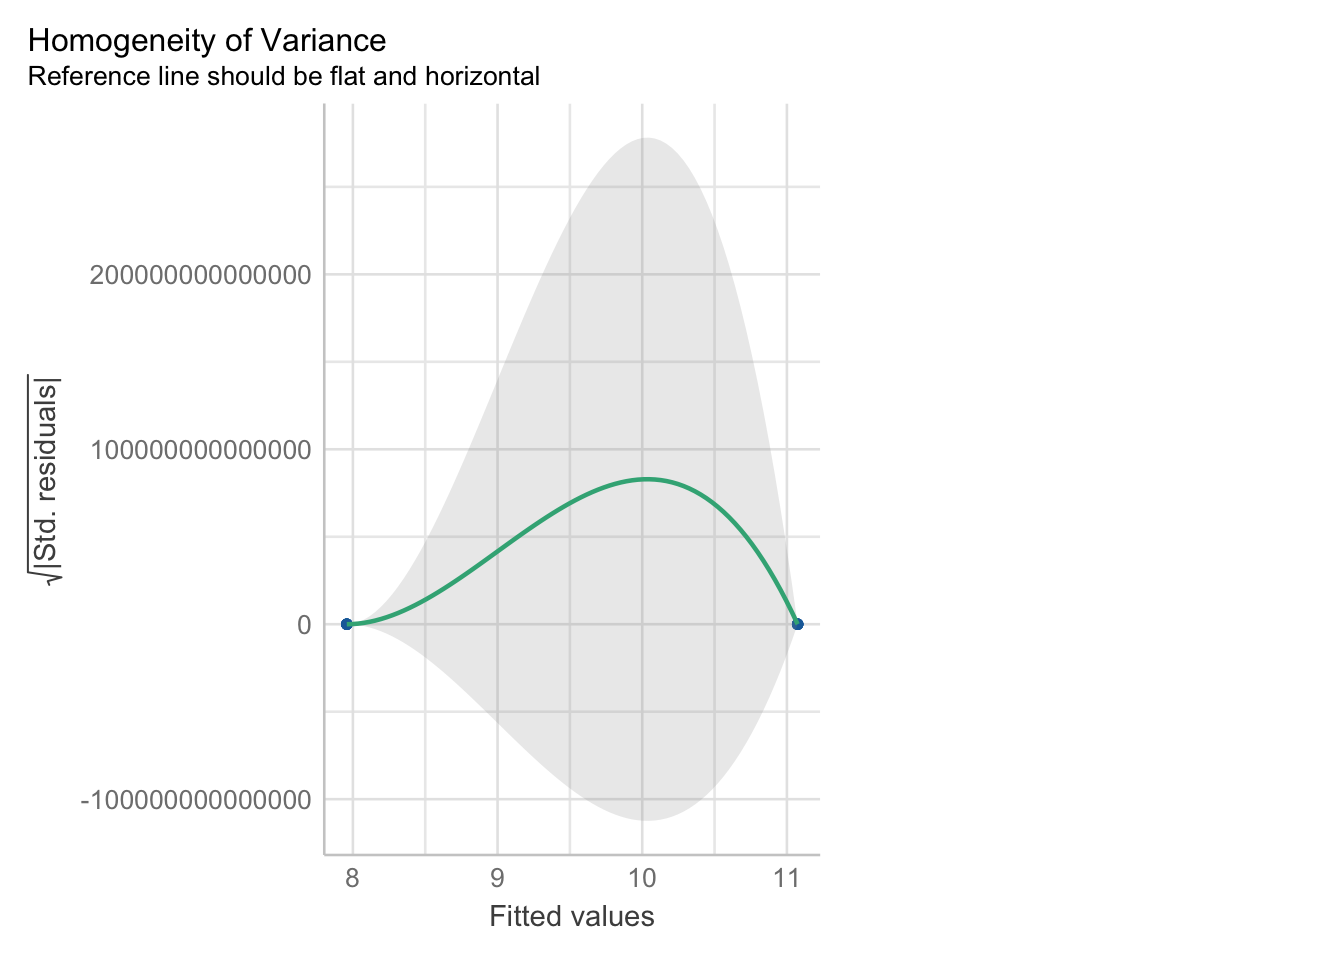 Homogeneity of Variance
Reference line should be flat and horizontal
200000000000000
100000000000000
0
-100000000000000
√|Std. residuals|
8 9 10 11
Fitted values